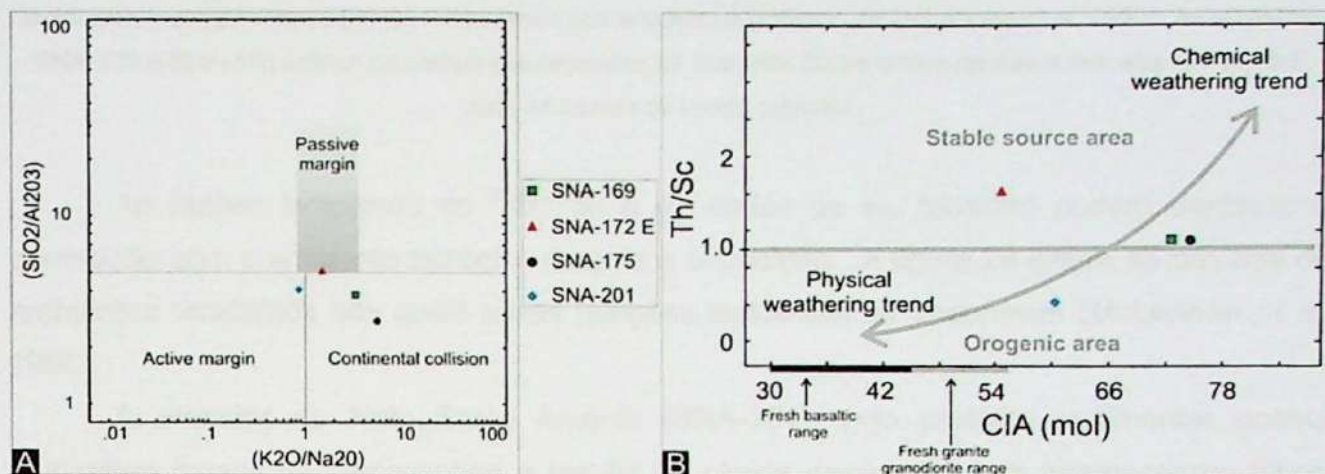 100
10
1
(SiO2/Al203)
Passive
margin
Active margin
Continental collision
.01
.1
1
10
100
(K2O/Na20)
A
SNA-169
SNA-172 E
SNA-175
SNA-201
Th/Sc
2
1.0
0
Chemical
weathering trend
Stable source area
Physical
weathering trend
Orogenic area
30
42
54
66
78
Fresh basaltic
range
CIA (mol)
Fresh granite
granodiorite range
B